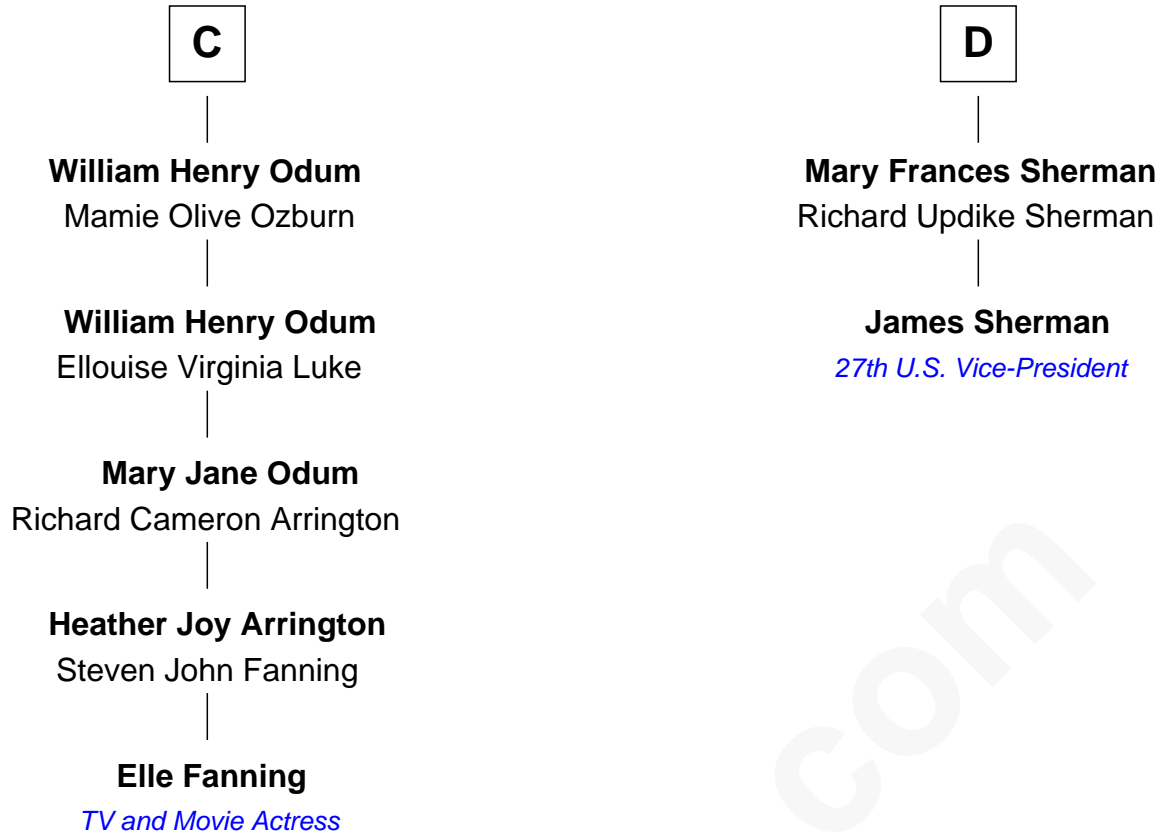 C
William Henry Odum
Mamie Olive Ozburn
William Henry Odum
Ellouise Virginia Luke
Mary Jane Odum
Richard Cameron Arrington
Heather Joy Arrington
Steven John Fanning
Elle Fanning
TV and Movie Actress
D
Mary Frances Sherman
Richard Updike Sherman
James Sherman
27th U.S. Vice-President
com